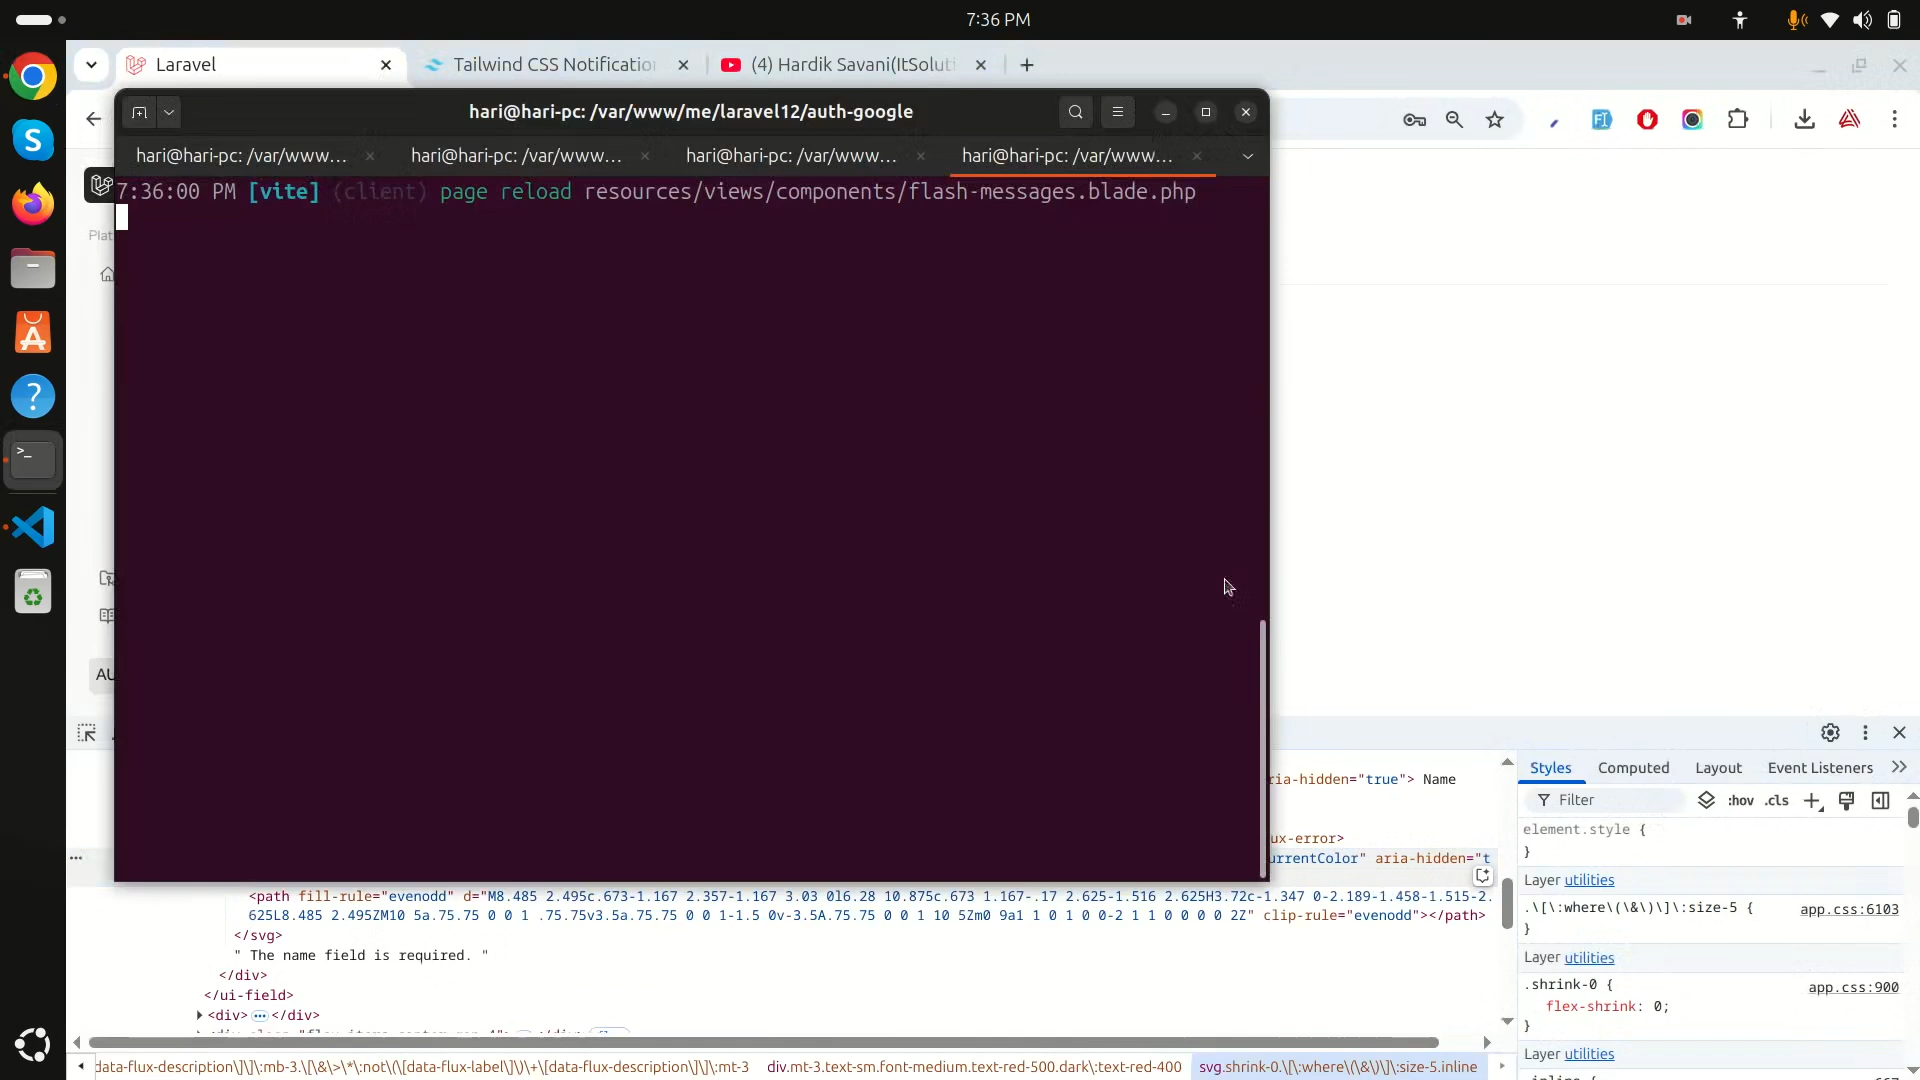 7:36 PM
Laravel
Tailwind CSS Notificatio
(4) Hardik Savani(ItSoluti
hari@hari-pc: /var/www/me/laravel12/auth-google
hari@hari-pc: /var/www...
hari@hari-pc: /var/www...
hari@hari-pc: /var/www...
hari@hari-pc: /var/www...
7:36:00 PM [vite] (client) page reload resources/views/components/flash-messages.blade.php
Plat
AU
Styles
Computed
Layout
Event Listeners
Filter
:hov
.cls
element.style {
}
Layer utilities
.\[\:where\(\&\)\]\:size-5 {
app.css:6103
}
Layer utilities
.shrink-0 {
app.css:900
flex-shrink: 0;
}
Layer utilities
ria-hidden="true"> Name
ux-error>
urrentColor" aria-hidden="t
<path fill-rule="evenodd" d="M8.485 2.495c.673-1.167 2.357-1.167 3.03 0l6.28 10.875c.673 1.167-.17 2.625-1.516 2.625H3.72c-1.347 0-2.189-1.458-1.515-2.
625L8.485 2.495ZM10 5a.75.75 0 0 1 .75.75v3.5a.75.75 0 0 1-1.5 0v-3.5A.75.75 0 0 1 10 5Zm0 9a1 1 0 1 0 0-2 1 1 0 0 0 0 2Z" clip-rule="evenodd"></path>
</svg>
" The name field is required. "
</div>
</ui-field>
<div> ... </div>
data-flux-description\]\]\:mb-3.\[\&\>\*\:not\(\[data-flux-label\]\)\+\[data-flux-description\]\]\:mt-3
div.mt-3.text-sm.font-medium.text-red-500.dark\:text-red-400
svg.shrink-0.\[\:where\(\&\)\]\:size-5.inline